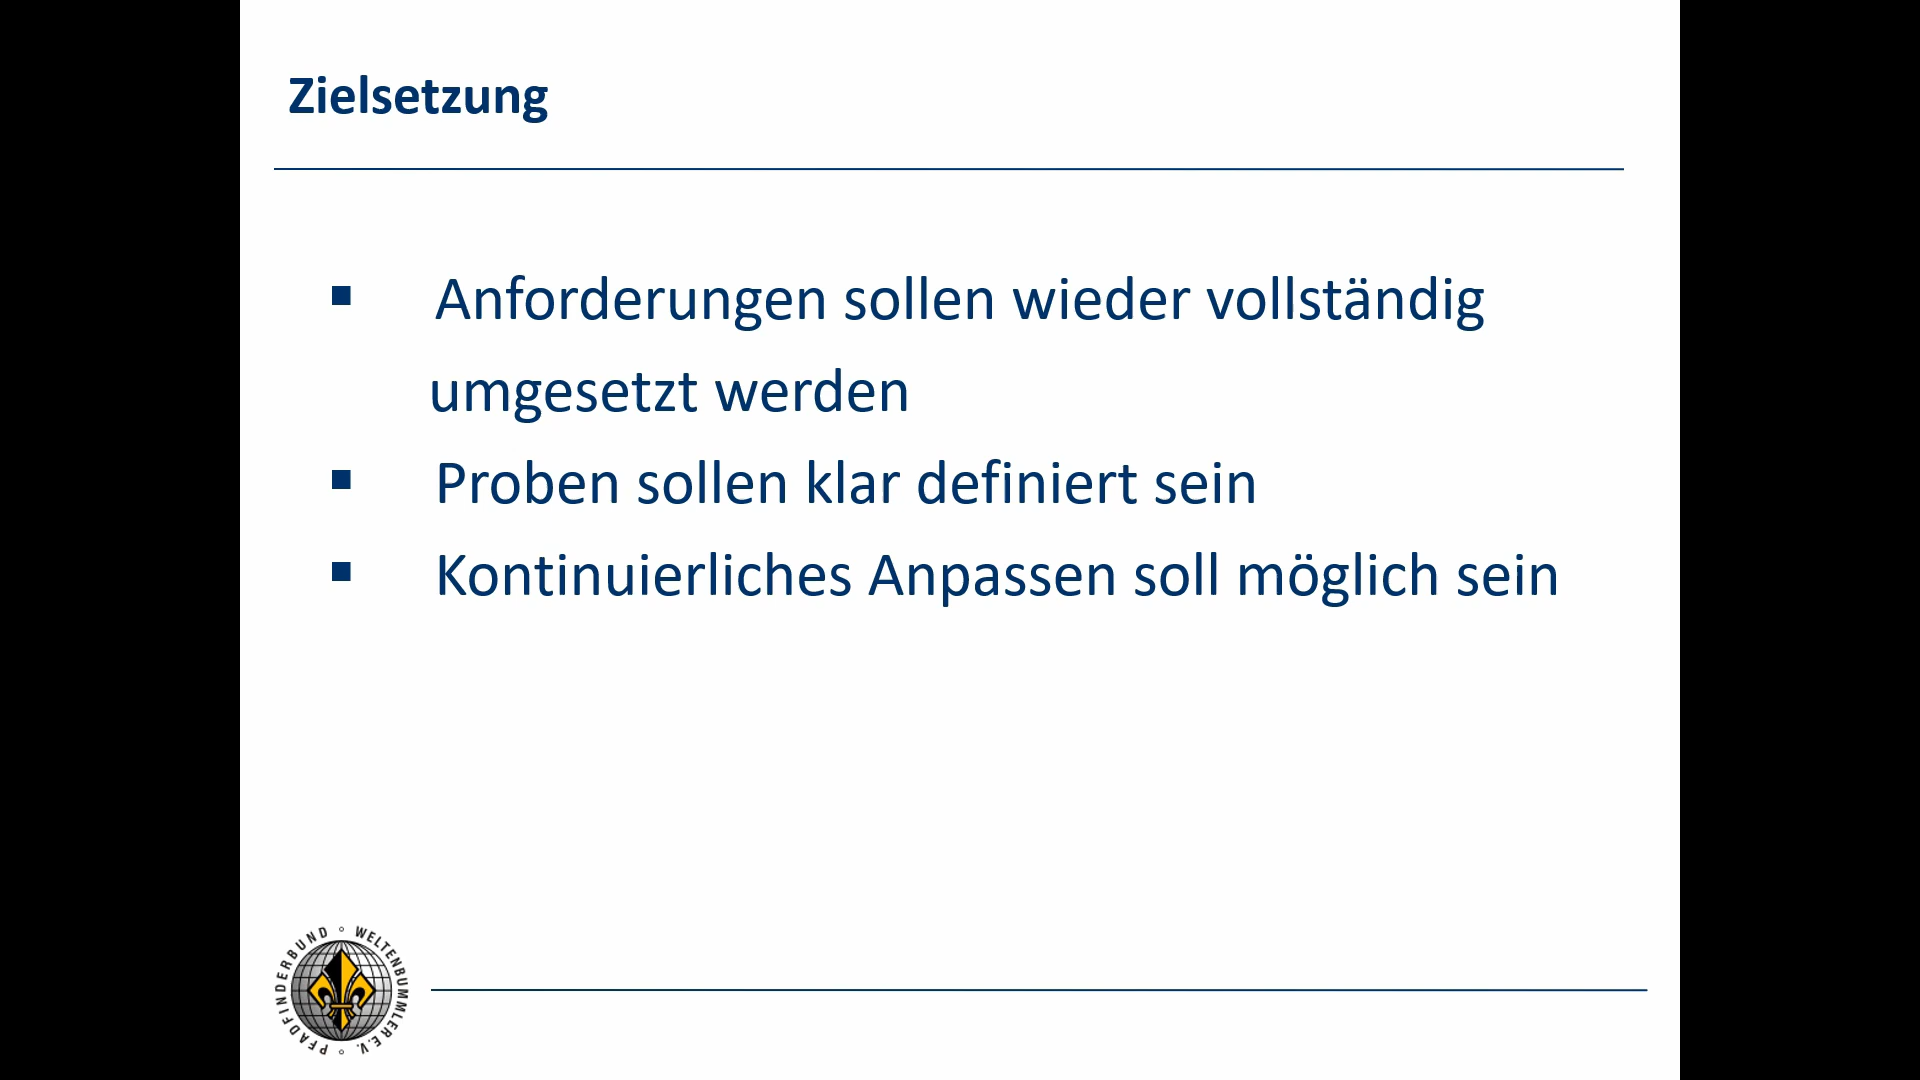 Zielsetzung
▪ Anforderungen sollen wieder vollständig
umgesetzt werden
▪ Proben sollen klar definiert sein
▪ Kontinuierliches Anpassen soll möglich sein
PFADFINDERBUND ° WELTENBUMMLER E.V. °